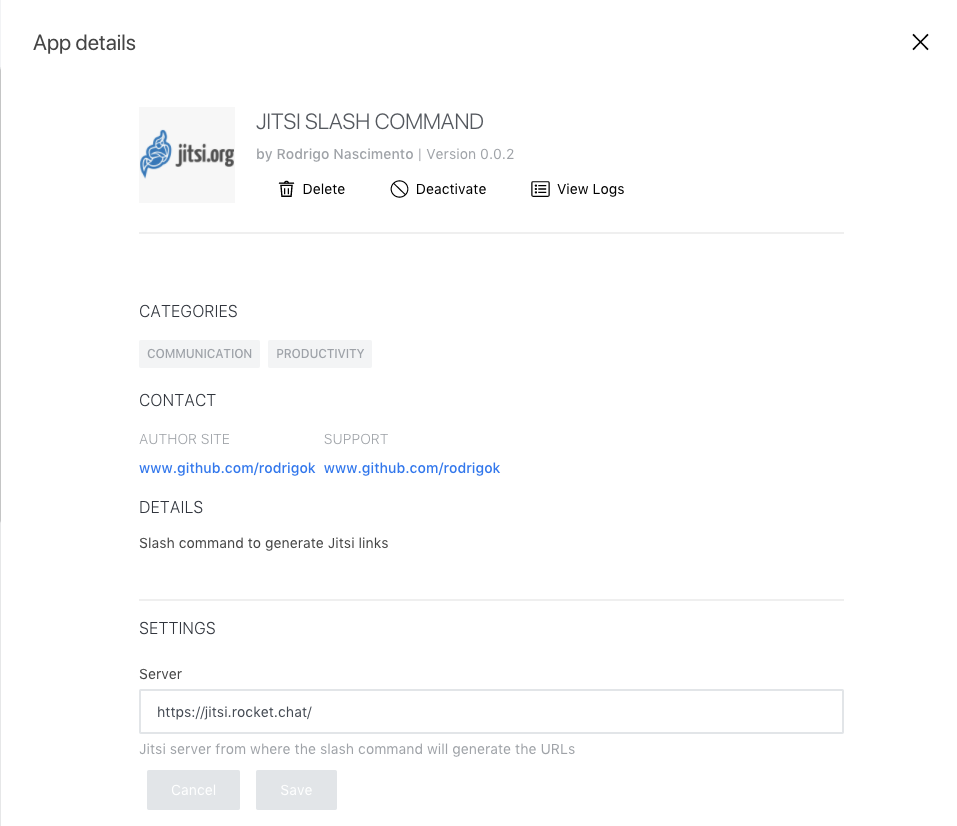 App details
jitsi.org
JITSI SLASH COMMAND
by Rodrigo Nascimento | Version 0.0.2
Delete Deactivate View Logs
CATEGORIES
COMMUNICATION PRODUCTIVITY
CONTACT
AUTHOR SITE SUPPORT
www.github.com/rodrigok www.github.com/rodrigok
DETAILS
Slash command to generate Jitsi links
SETTINGS
Server
https://jitsi.rocket.chat/
Jitsi server from where the slash command will generate the URLs
Cancel Save